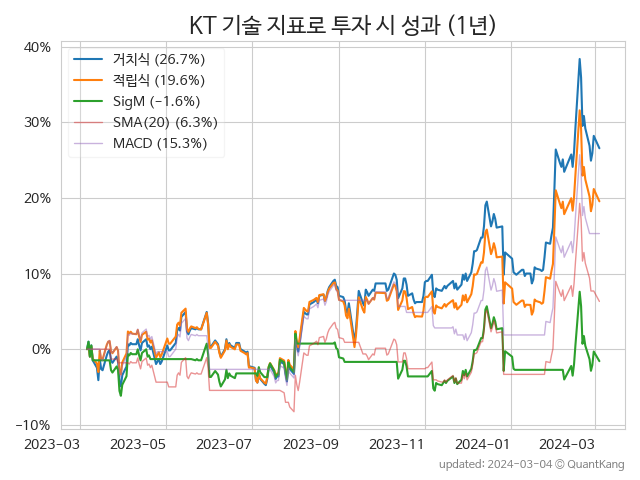 KT 기술 지표로 투자 시 성과 (1년)
거치식 (26.7%)
적립식 (19.6%)
SigM (−1.6%)
SMA(20) (6.3%)
MACD (15.3%)
40%
30%
20%
10%
0%
−10%
2023-03 2023-05 2023-07 2023-09 2023-11 2024-01 2024-03
updated: 2024-03-04 © QuantKang